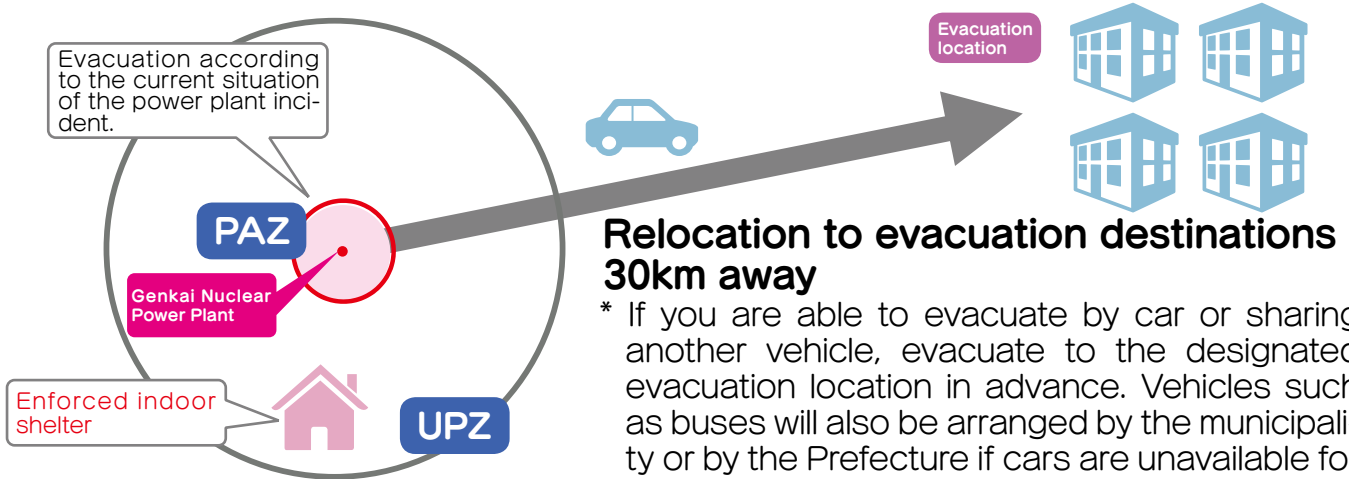 Evacuation according
to the current situation
of the power plant inci-
dent.
Evacuation
location
PAZ
Genkai Nuclear
Power Plant
Enforced indoor
shelter
UPZ
Relocation to evacuation destinations
30km away
* If you are able to evacuate by car or sharing
another vehicle, evacuate to the designated
evacuation location in advance. Vehicles such
as buses will also be arranged by the municipali
ty or by the Prefecture if cars are unavailable fo